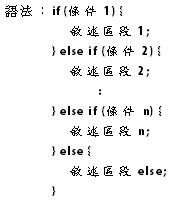 語法：if(條件 1) {
敘述區段 1;
} else if (條件 2) {
敘述區段 2;
:
} else if (條件 n) {
敘述區段 n;
} else {
敘述區段 else;
}